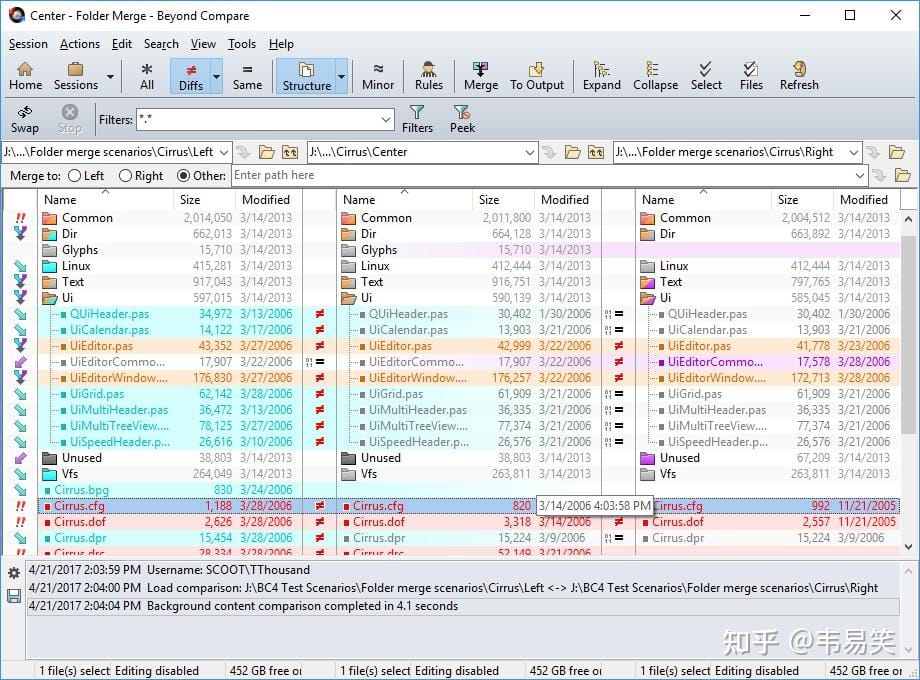 Center - Folder Merge - Beyond Compare
Session Actions Edit Search View Tools Help
Home Sessions All Diffs Same Structure Minor Rules Merge To Output Expand Collapse Select Files Refresh
Swap Stop Filters: *.* Filters Peek
J:\...\Folder merge scenarios\Cirrus\Left J:\...\Cirrus\Center J:\...\Folder merge scenarios\Cirrus\Right
Merge to: Left Right Other: Enter path here
Name Size Modified Name Size Modified Name Size Modified
Common 2,014,050 3/14/2013 Common 2,011,800 3/14/2013 Common 2,004,512 3/14/2013
Dir 662,013 3/14/2013 Dir 664,128 3/14/2013 Dir 663,892 3/14/2013
Glyphs 15,710 3/14/2013 Glyphs 15,710 3/14/2013
Linux 415,281 3/14/2013 Linux 412,444 3/14/2013 Linux 412,444 3/14/2013
Text 917,043 3/14/2013 Text 916,751 3/14/2013 Text 797,765 3/14/2013
Ui 597,015 3/14/2013 Ui 590,139 3/14/2013 Ui 585,045 3/14/2013
QUiHeader.pas 34,972 3/13/2006 QUiHeader.pas 30,402 1/30/2006 QUiHeader.pas 30,402 1/30/2006
UiCalendar.pas 14,122 3/17/2006 UiCalendar.pas 13,903 3/21/2006 UiCalendar.pas 13,903 3/21/2006
UiEditor.pas 43,352 3/27/2006 UiEditor.pas 42,999 3/22/2006 UiEditor.pas 41,778 3/23/2006
UiEditorCommo... 17,907 3/22/2006 UiEditorCommo... 17,907 3/22/2006 UiEditorCommo... 17,578 3/28/2006
UiEditorWindow.... 176,830 3/27/2006 UiEditorWindow.... 176,257 3/22/2006 UiEditorWindow.... 172,713 3/28/2006
UiGrid.pas 62,142 3/28/2006 UiGrid.pas 61,909 3/21/2006 UiGrid.pas 61,909 3/21/2006
UiMultiHeader.pas 36,472 3/13/2006 UiMultiHeader.pas 36,335 3/21/2006 UiMultiHeader.pas 36,335 3/21/2006
UiMultiTreeView.... 78,125 3/27/2006 UiMultiTreeView.... 77,374 3/21/2006 UiMultiTreeView.... 77,374 3/21/2006
UiSpeedHeader.p... 26,616 3/10/2006 UiSpeedHeader.p... 26,576 3/21/2006 UiSpeedHeader.p... 26,576 3/21/2006
Unused 38,803 3/14/2013 Unused 38,803 3/14/2013 Unused 67,209 3/14/2013
Vfs 264,049 3/14/2013 Vfs 263,811 3/14/2013 Vfs 263,811 3/14/2013
Cirrus.bpg 830 3/24/2006
Cirrus.cfg 1,188 3/28/2006 Cirrus.cfg 820 3/14/2006 4:03:58 PM Cirrus.cfg 992 11/21/2005
Cirrus.dof 2,626 3/28/2006 Cirrus.dof 3,318 3/14/2006 Cirrus.dof 2,557 11/21/2005
Cirrus.dpr 15,454 3/28/2006 Cirrus.dpr 15,224 3/9/2006 Cirrus.dpr 15,224 3/9/2006
4/21/2017 2:03:59 PM Username: SCOOT\TThousand
4/21/2017 2:04:00 PM Load comparison: J:\BC4 Test Scenarios\Folder merge scenarios\Cirrus\Left <-> J:\BC4 Test Scenarios\Folder merge scenarios\Cirrus\Right
4/21/2017 2:04:04 PM Background content comparison completed in 4.1 seconds
知乎 @韦易笑
1 file(s) select Editing disabled 452 GB free o 1 file(s) select Editing disabled 452 GB free o 1 file(s) select Editing disabled 452 GB free o